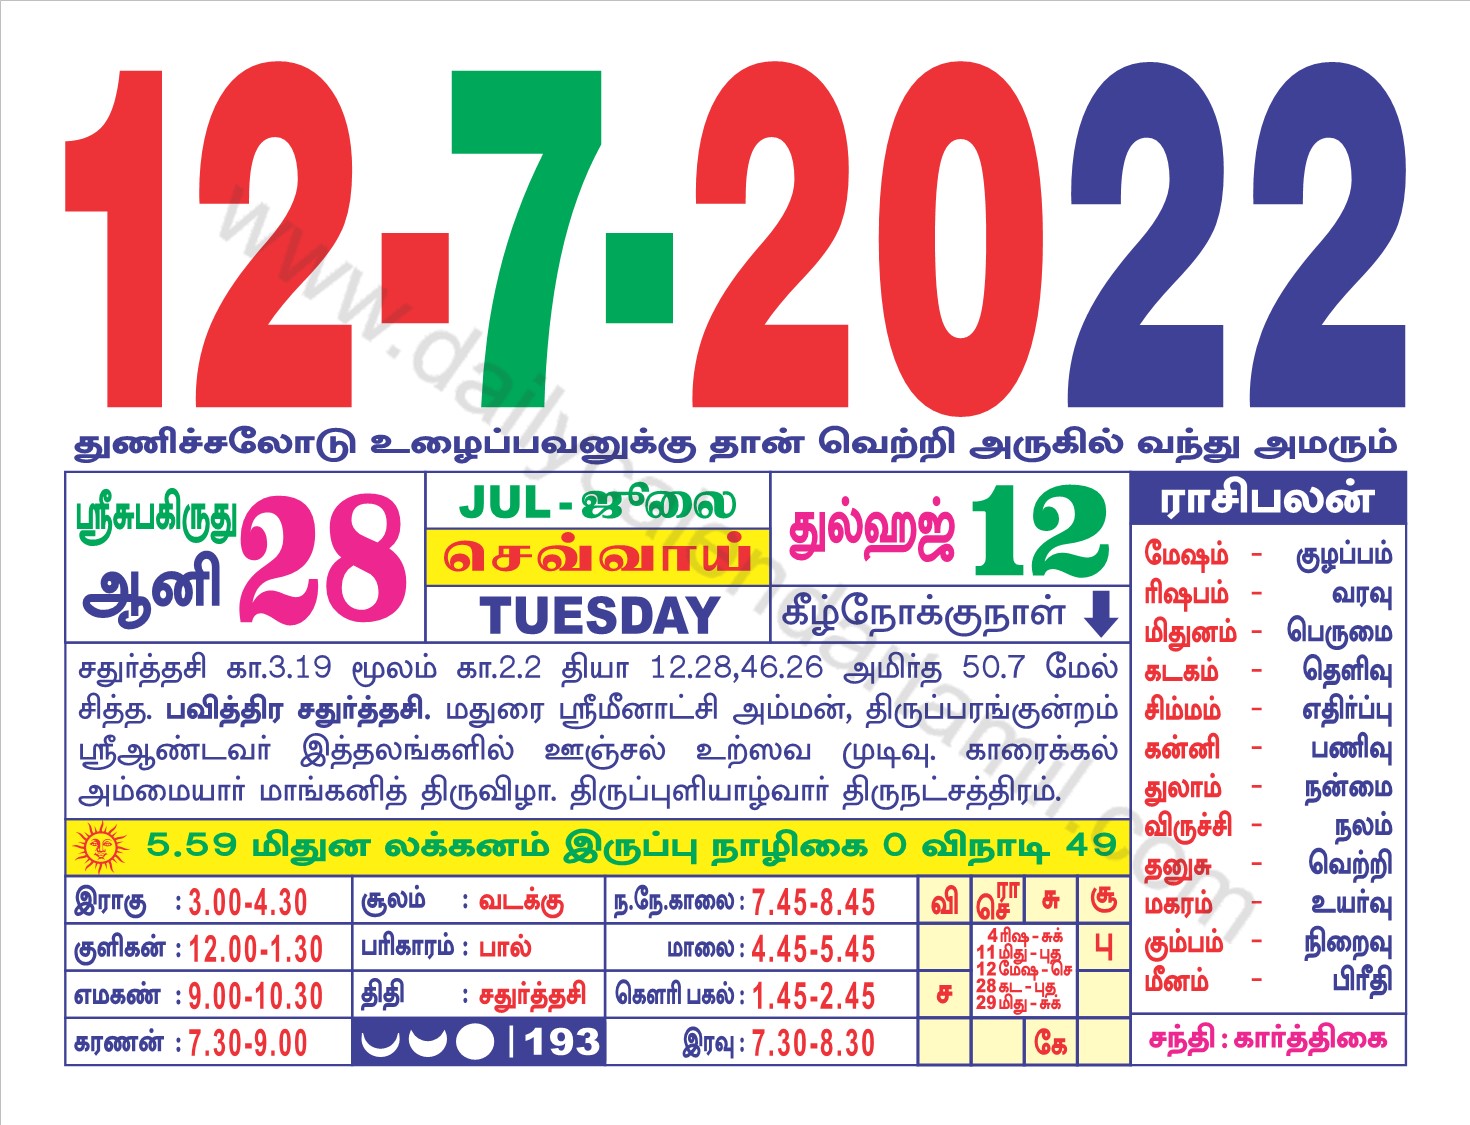 12-7-2022
துணிச்சலோடு உழைப்பவனுக்கு தான் வெற்றி அருகில் வந்து அமரும்
ஸ்ரீசுபகிருது
ஆனி 28
JUL - ஜூலை
செவ்வாய்
TUESDAY
துல்ஹஜ் 12
கீழ்நோக்குநாள்
சதுர்த்தசி கா.3.19 மூலம் கா.2.2 தியா 12.28,46.26 அமிர்த 50.7 மேல்
சித்த. பவித்திர சதுர்த்தசி. மதுரை ஸ்ரீமீனாட்சி அம்மன், திருப்பரங்குன்றம்
ஸ்ரீஆண்டவர் இத்தலங்களில் ஊஞ்சல் உற்ஸவ முடிவு. காரைக்கல்
அம்மையார் மாங்கனித் திருவிழா. திருப்புளியாழ்வார் திருநட்சத்திரம்.
5.59 மிதுன லக்கனம் இருப்பு நாழிகை 0 விநாடி 49
இராகு : 3.00-4.30
குளிகன் : 12.00-1.30
எமகண் : 9.00-10.30
கரணன் : 7.30-9.00
சூலம் : வடக்கு
பரிகாரம் : பால்
திதி : சதுர்த்தசி
| 193
ந.நே.காலை : 7.45-8.45
மாலை : 4.45-5.45
கௌரி பகல் : 1.45-2.45
இரவு : 7.30-8.30
வி
ரா
செ
சு
சூ
பு
ச
கே
4 ரிஷ - சுக்
11 மிது - புத
12 மேஷ - செ
28 கட - புத
29 மிது - சுக்
ராசிபலன்
மேஷம் - குழப்பம்
ரிஷபம் - வரவு
மிதுனம் - பெருமை
கடகம் - தெளிவு
சிம்மம் - எதிர்ப்பு
கன்னி - பணிவு
துலாம் - நன்மை
விருச்சி - நலம்
தனுசு - வெற்றி
மகரம் - உயர்வு
கும்பம் - நிறைவு
மீனம் - பிரீதி
சந்தி : கார்த்திகை
www.dailycalendartamil.com